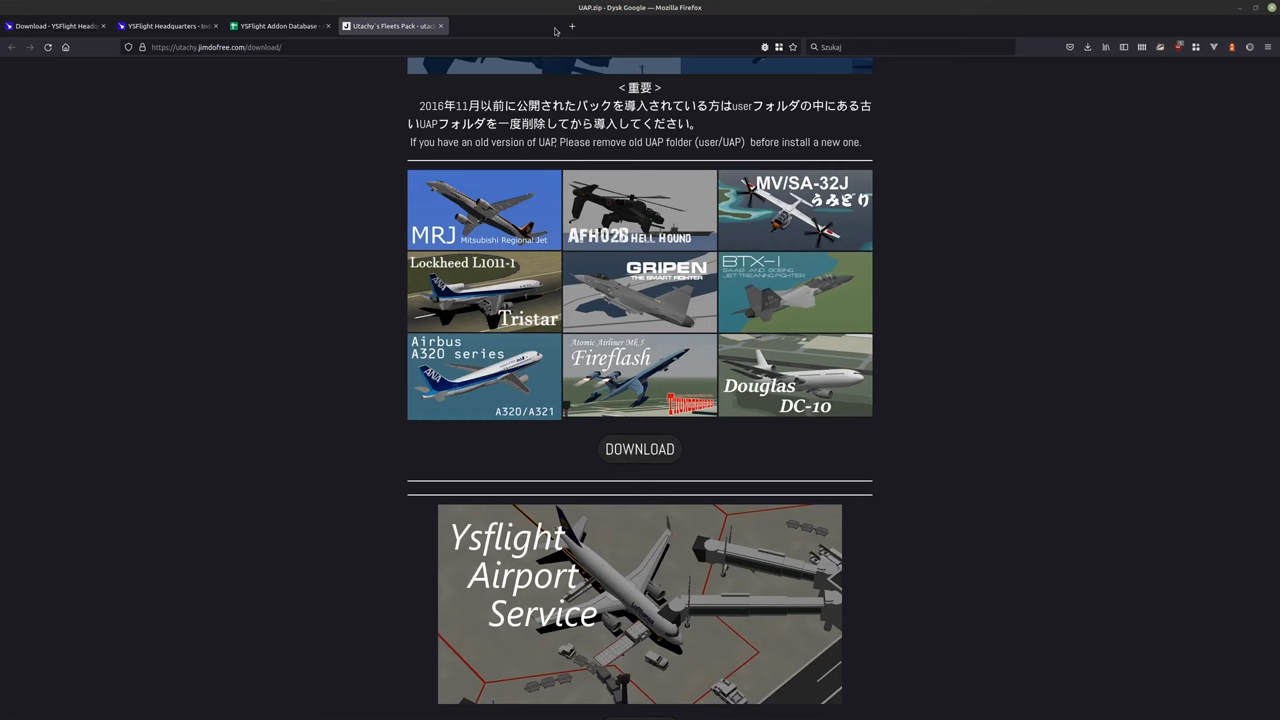 UAP.zip - Dysk Google — Mozilla Firefox
Download - YSFlight Headq
YSFlight Headquarters - Ind
YSFlight Addon Database -
Utachy`s Fleets Pack - utac
https://utachy.jimdofree.com/download/
Szukaj
＜重要＞
2016年11月以前に公開されたパックを導入されている方はuserフォルダの中にある古
いUAPフォルダを一度削除してから導入してください。
If you have an old version of UAP, Please remove old UAP folder (user/UAP) before install a new one.
MRJ Mitsubishi Regional Jet
AFH02B HELL HOUND
MV/SA-32J
うみどり
Lockheed L1011-1
Tristar
GRIPEN
THE SMART FIGHTER
BTX-1
SAAB AND BOEING
JET TREANING FIGHTER
Airbus
A320 series
A320/A321
Atomic Airliner Mk.5
Fireflash
THUNDERBIRDS
Douglas
DC-10
DOWNLOAD
Ysflight
Airport
Service